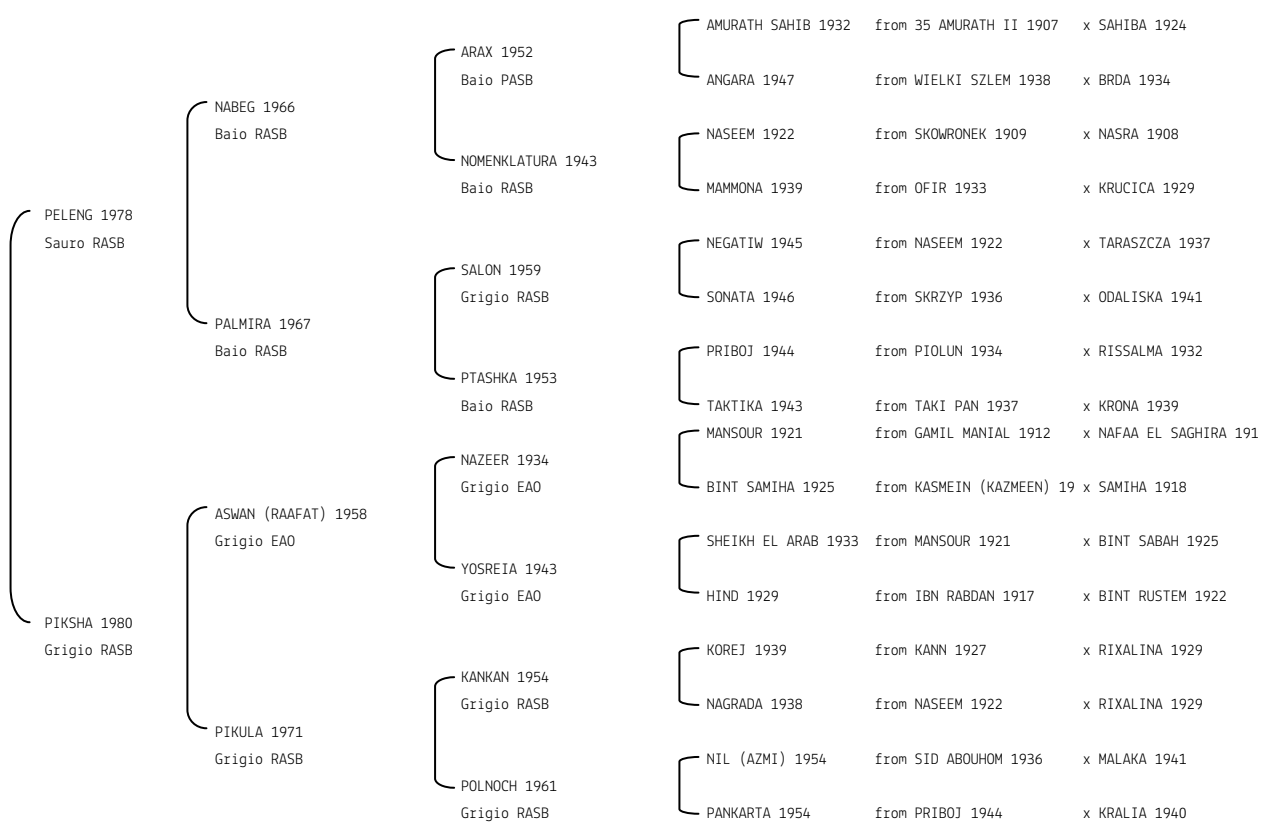 AMURATH SAHIB 1932 from 35 AMURATH II 1907 x SAHIBA 1924
ARAX 1952
Baio PASB
ANGARA 1947 from WIELKI SZLEM 1938 x BRDA 1934
NABEG 1966
Baio RASB
NASEEM 1922 from SKOWRONEK 1909 x NASRA 1908
NOMENKLATURA 1943
Baio RASB
MAMMONA 1939 from OFIR 1933 x KRUCICA 1929
PELENG 1978
Sauro RASB
NEGATIW 1945 from NASEEM 1922 x TARASZCZA 1937
SALON 1959
Grigio RASB
SONATA 1946 from SKRZYP 1936 x ODALISKA 1941
PALMIRA 1967
Baio RASB
PRIBOJ 1944 from PIOLUN 1934 x RISSALMA 1932
PTASHKA 1953
Baio RASB
TAKTIKA 1943 from TAKI PAN 1937 x KRONA 1939
MANSOUR 1921 from GAMIL MANIAL 1912 x NAFAA EL SAGHIRA 191
NAZEER 1934
Grigio EAO
BINT SAMIHA 1925 from KASMEIN (KAZMEEN) 19 x SAMIHA 1918
ASWAN (RAAFAT) 1958
Grigio EAO
SHEIKH EL ARAB 1933 from MANSOUR 1921 x BINT SABAH 1925
YOSREIA 1943
Grigio EAO
HIND 1929 from IBN RABDAN 1917 x BINT RUSTEM 1922
PIKSHA 1980
Grigio RASB
KOREJ 1939 from KANN 1927 x RIXALINA 1929
KANKAN 1954
Grigio RASB
NAGRADA 1938 from NASEEM 1922 x RIXALINA 1929
PIKULA 1971
Grigio RASB
NIL (AZMI) 1954 from SID ABOUHOM 1936 x MALAKA 1941
POLNOCH 1961
Grigio RASB
PANKARTA 1954 from PRIBOJ 1944 x KRALIA 1940